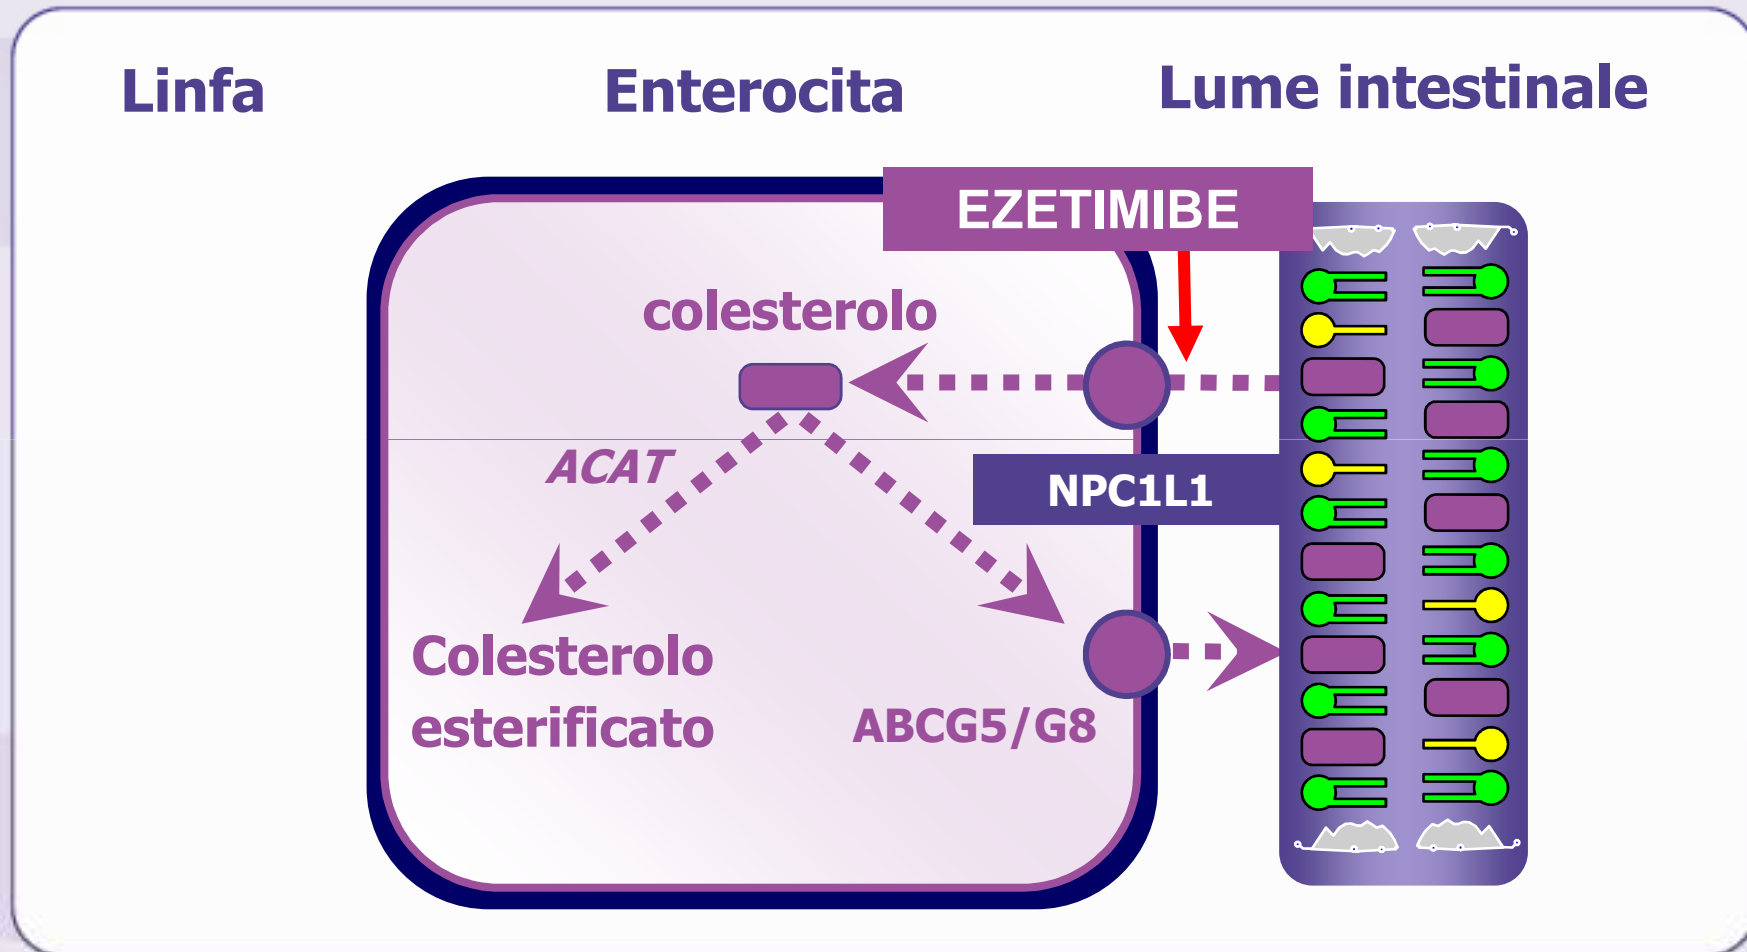 Linfa
Enterocita
Lume intestinale
EZETIMIBE
colesterolo
ACAT
NPC1L1
Colesterolo
esterificato
ABCG5/G8